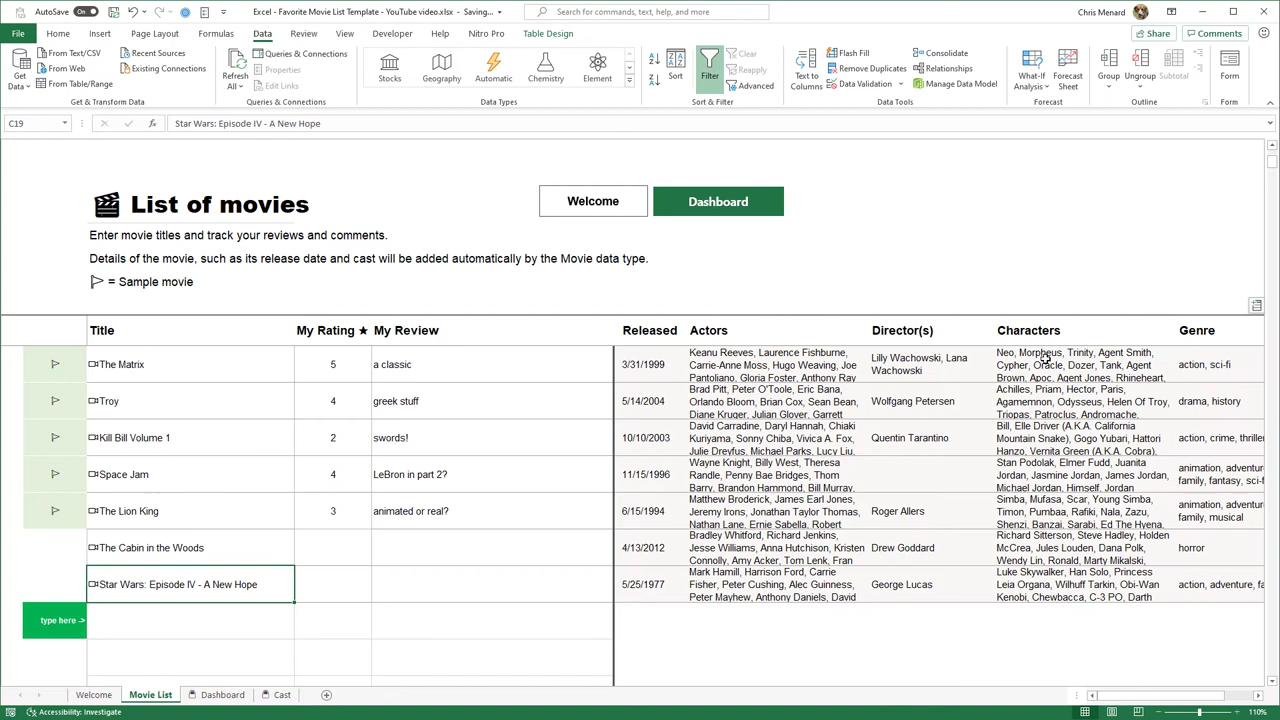 AutoSave On Excel - Favorite Movie List Template - YouTube video.xlsx - Saving... Search for commands, text, help, and more Chris Menard
File Home Insert Page Layout Formulas Data Review View Developer Help Nitro Pro Table Design Share Comments
From Text/CSV Recent Sources
From Web Existing Connections
From Table/Range
Get Data
Get & Transform Data
Refresh All
Queries & Connections
Properties
Edit Links
Queries & Connections
Stocks Geography Automatic Chemistry Element
Data Types
Sort Filter
Clear
Reapply
Advanced
Sort & Filter
Text to Columns
Flash Fill
Remove Duplicates
Data Validation
Consolidate
Relationships
Manage Data Model
Data Tools
What-If Analysis
Forecast Sheet
Forecast
Group Ungroup Subtotal
Outline
Form
Form
C19 fx Star Wars: Episode IV - A New Hope
List of movies
Welcome Dashboard
Enter movie titles and track your reviews and comments.
Details of the movie, such as its release date and cast will be added automatically by the Movie data type.
= Sample movie
Title My Rating ★ My Review Released Actors Director(s) Characters Genre
The Matrix 5 a classic 3/31/1999
Keanu Reeves, Laurence Fishburne,
Carrie-Anne Moss, Hugo Weaving, Joe
Pantoliano, Gloria Foster, Anthony Ray
Lilly Wachowski, Lana
Wachowski
Neo, Morpheus, Trinity, Agent Smith,
Cypher, Oracle, Dozer, Tank, Agent
Brown, Apoc, Agent Jones, Rhineheart,
action, sci-fi
Troy 4 greek stuff 5/14/2004
Brad Pitt, Peter O'Toole, Eric Bana,
Orlando Bloom, Brian Cox, Sean Bean,
Diane Kruger, Julian Glover, Garrett
Wolfgang Petersen
Achilles, Priam, Hector, Paris,
Agamemnon, Odysseus, Helen Of Troy,
Triopas, Patroclus, Andromache,
drama, history
Kill Bill Volume 1 2 swords! 10/10/2003
David Carradine, Daryl Hannah, Chiaki
Kuriyama, Sonny Chiba, Vivica A. Fox,
Julie Dreyfus, Michael Parks, Lucy Liu,
Quentin Tarantino
Bill, Elle Driver (A.K.A. California
Mountain Snake), Gogo Yubari, Hattori
Hanzo, Vernita Green (A.K.A. Cobra),
action, crime, thriller
Space Jam 4 LeBron in part 2? 11/15/1996
Wayne Knight, Billy West, Theresa
Randle, Penny Bae Bridges, Thom
Barry, Brandon Hammond, Bill Murray,
Stan Podolak, Elmer Fudd, Juanita
Jordan, Jasmine Jordan, James Jordan,
Michael Jordan, Himself, Jordan
animation, adventure
family, fantasy, sci-f
The Lion King 3 animated or real? 6/15/1994
Matthew Broderick, James Earl Jones,
Jeremy Irons, Jonathan Taylor Thomas,
Nathan Lane, Ernie Sabella, Robert
Roger Allers
Simba, Mufasa, Scar, Young Simba,
Timon, Pumbaa, Rafiki, Nala, Zazu,
Shenzi, Banzai, Sarabi, Ed The Hyena,
animation, adventure
family, musical
The Cabin in the Woods 4/13/2012
Bradley Whitford, Richard Jenkins,
Jesse Williams, Anna Hutchison, Kristen
Connolly, Amy Acker, Tom Lenk, Fran
Drew Goddard
Richard Sitterson, Steve Hadley, Holden
McCrea, Jules Louden, Dana Polk,
Wendy Lin, Ronald, Marty Mikalski,
horror
Star Wars: Episode IV - A New Hope 5/25/1977
Mark Hamill, Harrison Ford, Carrie
Fisher, Peter Cushing, Alec Guinness,
Peter Mayhew, Anthony Daniels, David
George Lucas
Luke Skywalker, Han Solo, Princess
Leia Organa, Wilhuff Tarkin, Obi-Wan
Kenobi, Chewbacca, C-3 PO, Darth
action, adventure, fa
type here ->
Welcome Movie List Dashboard Cast
Accessibility: Investigate 110%